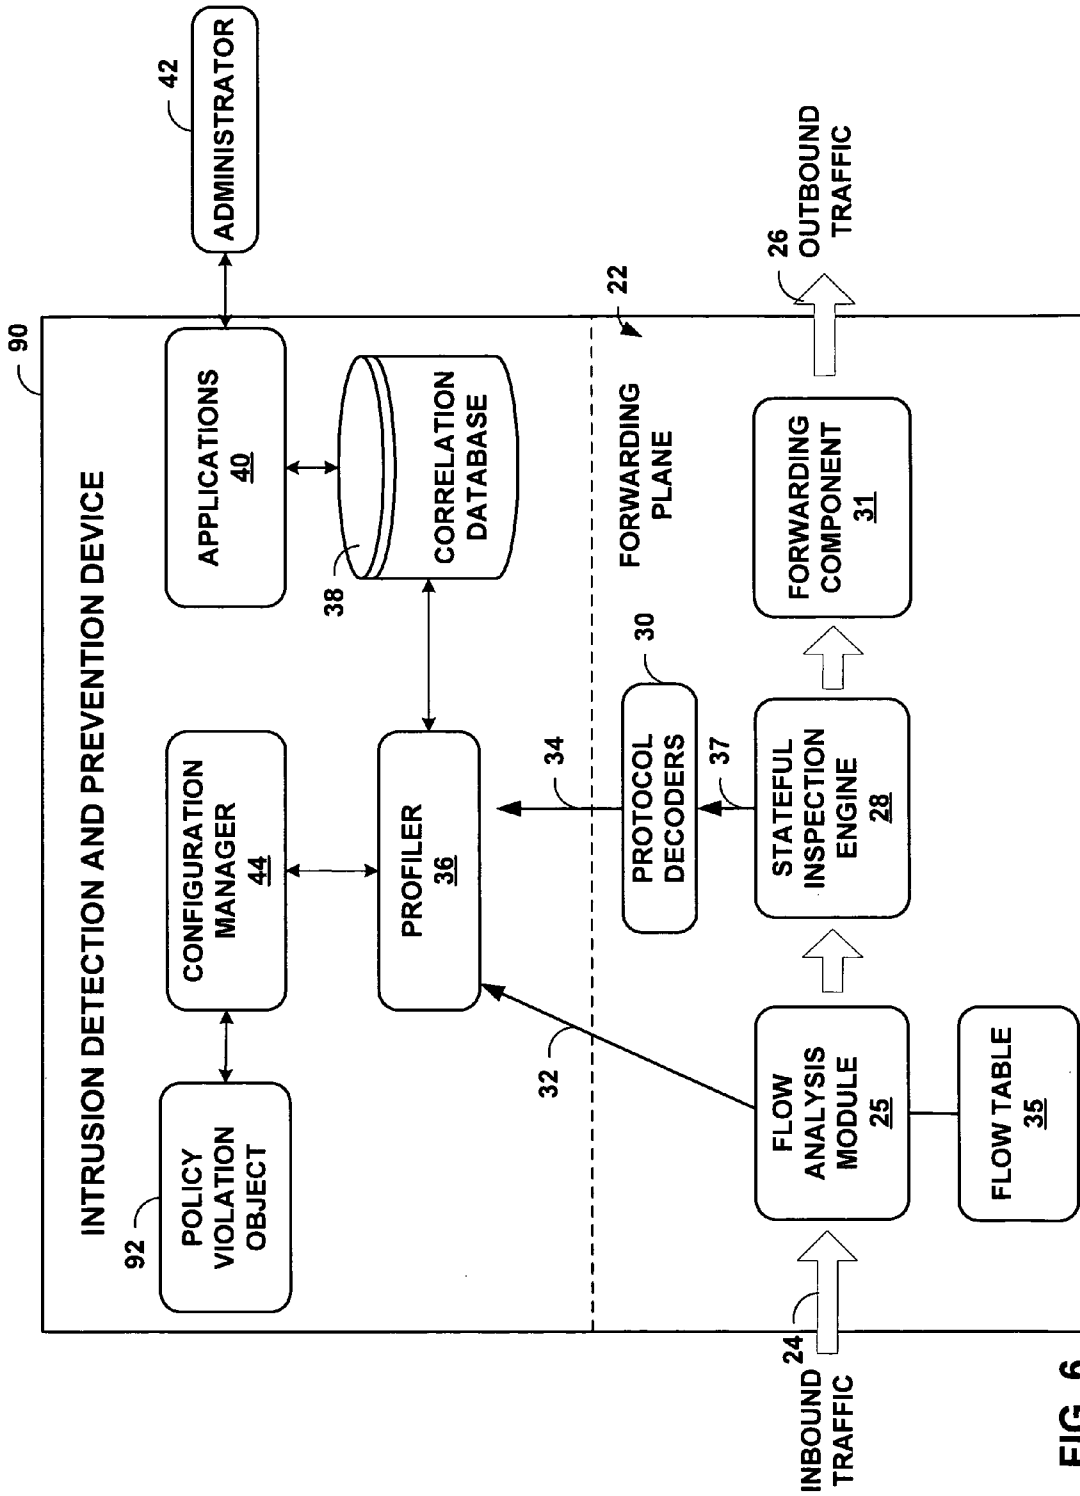 90
INTRUSION DETECTION AND PREVENTION DEVICE
92
POLICY
VIOLATION
OBJECT
CONFIGURATION
MANAGER
44
APPLICATIONS
40
42
ADMINISTRATOR
PROFILER
36
38
CORRELATION
DATABASE
32
34
30
PROTOCOL
DECODERS
37
FORWARDING
PLANE
22
INBOUND
TRAFFIC
24
FLOW
ANALYSIS
MODULE
25
STATEFUL
INSPECTION
ENGINE
28
FORWARDING
COMPONENT
31
26
OUTBOUND
TRAFFIC
FLOW TABLE
35
FIG. 6